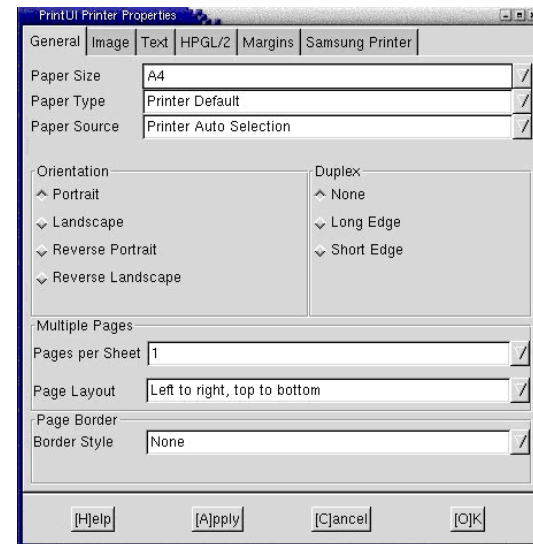 PrintUI Printer Properties
General Image Text HPGL/2 Margins Samsung Printer
Paper Size A4
Paper Type Printer Default
Paper Source Printer Auto Selection
Orientation Duplex
Portrait None
Landscape Long Edge
Reverse Portrait Short Edge
Reverse Landscape
Multiple Pages
Pages per Sheet 1
Page Layout Left to right, top to bottom
Page Border
Border Style None
[H]elp [A]pply [C]ancel [O]K